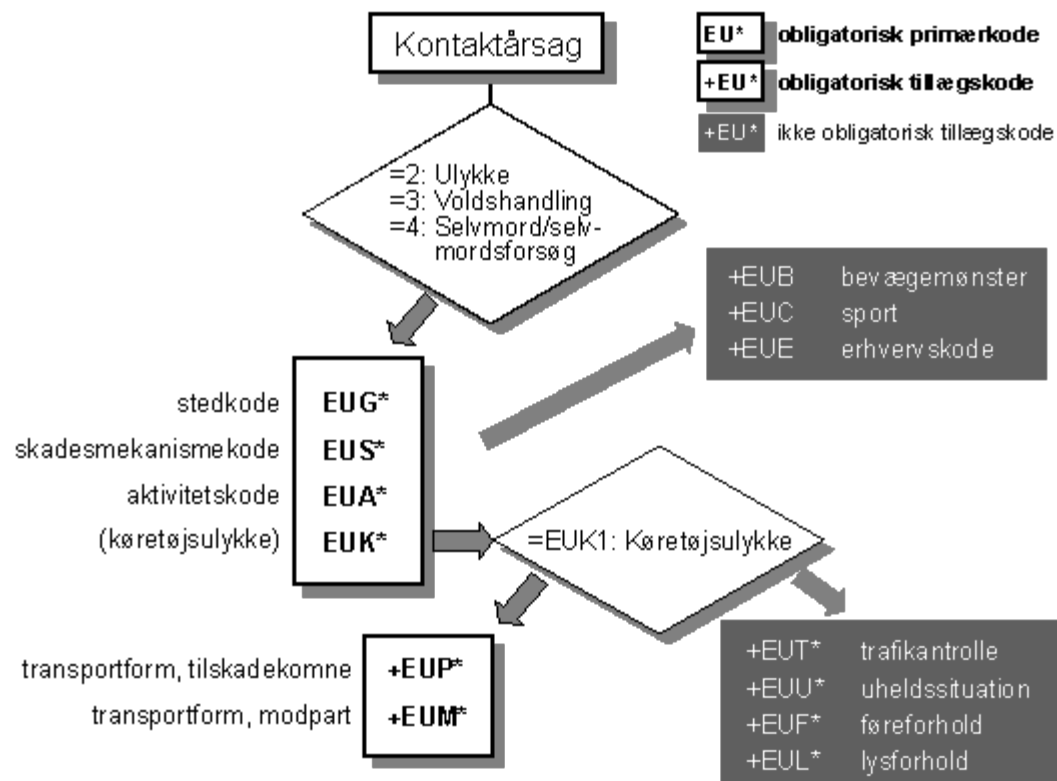 Kontaktårsag
EU* obligatorisk primærkode
+EU* obligatorisk tillægskode
+EU* ikke obligatorisk tillægskode
=2: Ulykke
=3: Voldshandling
=4: Selvmord/selv-
mordsforsøg
+EUB bevægemønster
+EUC sport
+EUE erhvervskode
stedkode EUG*
skadesmekanismekode EUS*
aktivitetskode EUA*
(køretøjsulykke) EUK*
=EUK1: Køretøjsulykke
transportform, tilskadekomne +EUP*
transportform, modpart +EUM*
+EUT* trafikantrolle
+EUU* uheldssituation
+EUF* føreforhold
+EUL* lysforhold